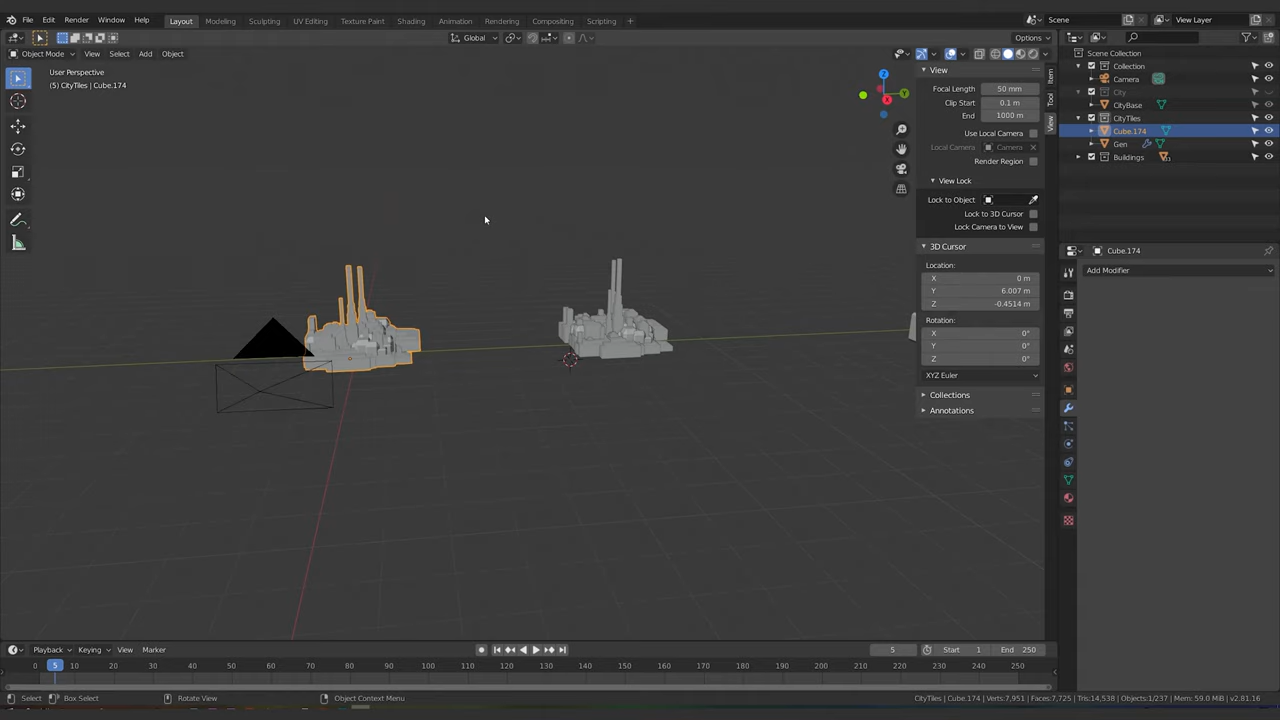 File Edit Render Window Help Layout Modeling Sculpting UV Editing Texture Paint Shading Animation Rendering Compositing Scripting + Scene View Layer
Global Options
Object Mode View Select Add Object
User Perspective
(5) CityTiles | Cube.174
Z
Y
X
View
Focal Length 50 mm
Clip Start 0.1 m
End 1000 m
Use Local Camera
Local Camera Camera
Render Region
View Lock
Lock to Object
Lock to 3D Cursor
Lock Camera to View
3D Cursor
Location:
X 0 m
Y 6.007 m
Z -0.4514 m
Rotation:
X 0°
Y 0°
Z 0°
XYZ Euler
Collections
Annotations
Item
Tool
View
Scene Collection
Collection
Camera
City
CityBase
CityTiles
Cube.174
Gen
Buildings
Cube.174
Add Modifier
Playback Keying View Marker 5 Start 1 End 250
0 5 10 20 30 40 50 60 70 80 90 100 110 120 130 140 150 160 170 180 190 200 210 220 230 240 250
Select Box Select Rotate View Object Context Menu CityTiles | Cube.174 | Verts:7,951 | Faces:7,725 | Tris:14,538 | Objects:1/237 | Mem: 59.0 MiB | v2.81.16